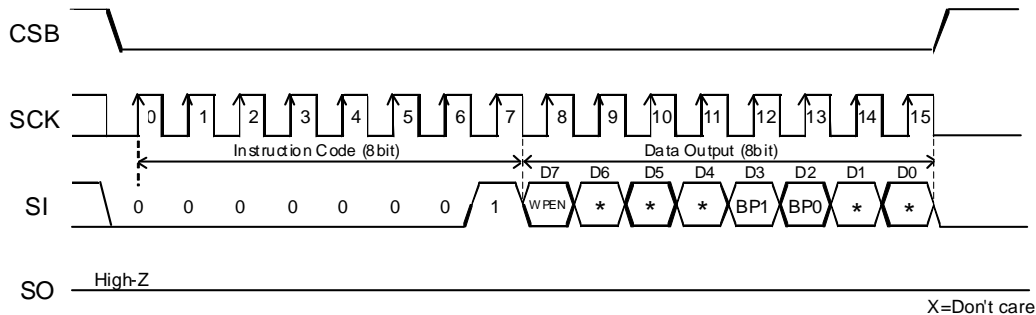 CSB
SCK 0 1 2 3 4 5 6 7 8 9 10 11 12 13 14 15
Instruction Code (8bit) Data Output (8bit)
D7 D6 D5 D4 D3 D2 D1 D0
SI 0 0 0 0 0 0 0 1 WPEN * * * BP1 BP0 * *
High-Z
SO
X=Don't care